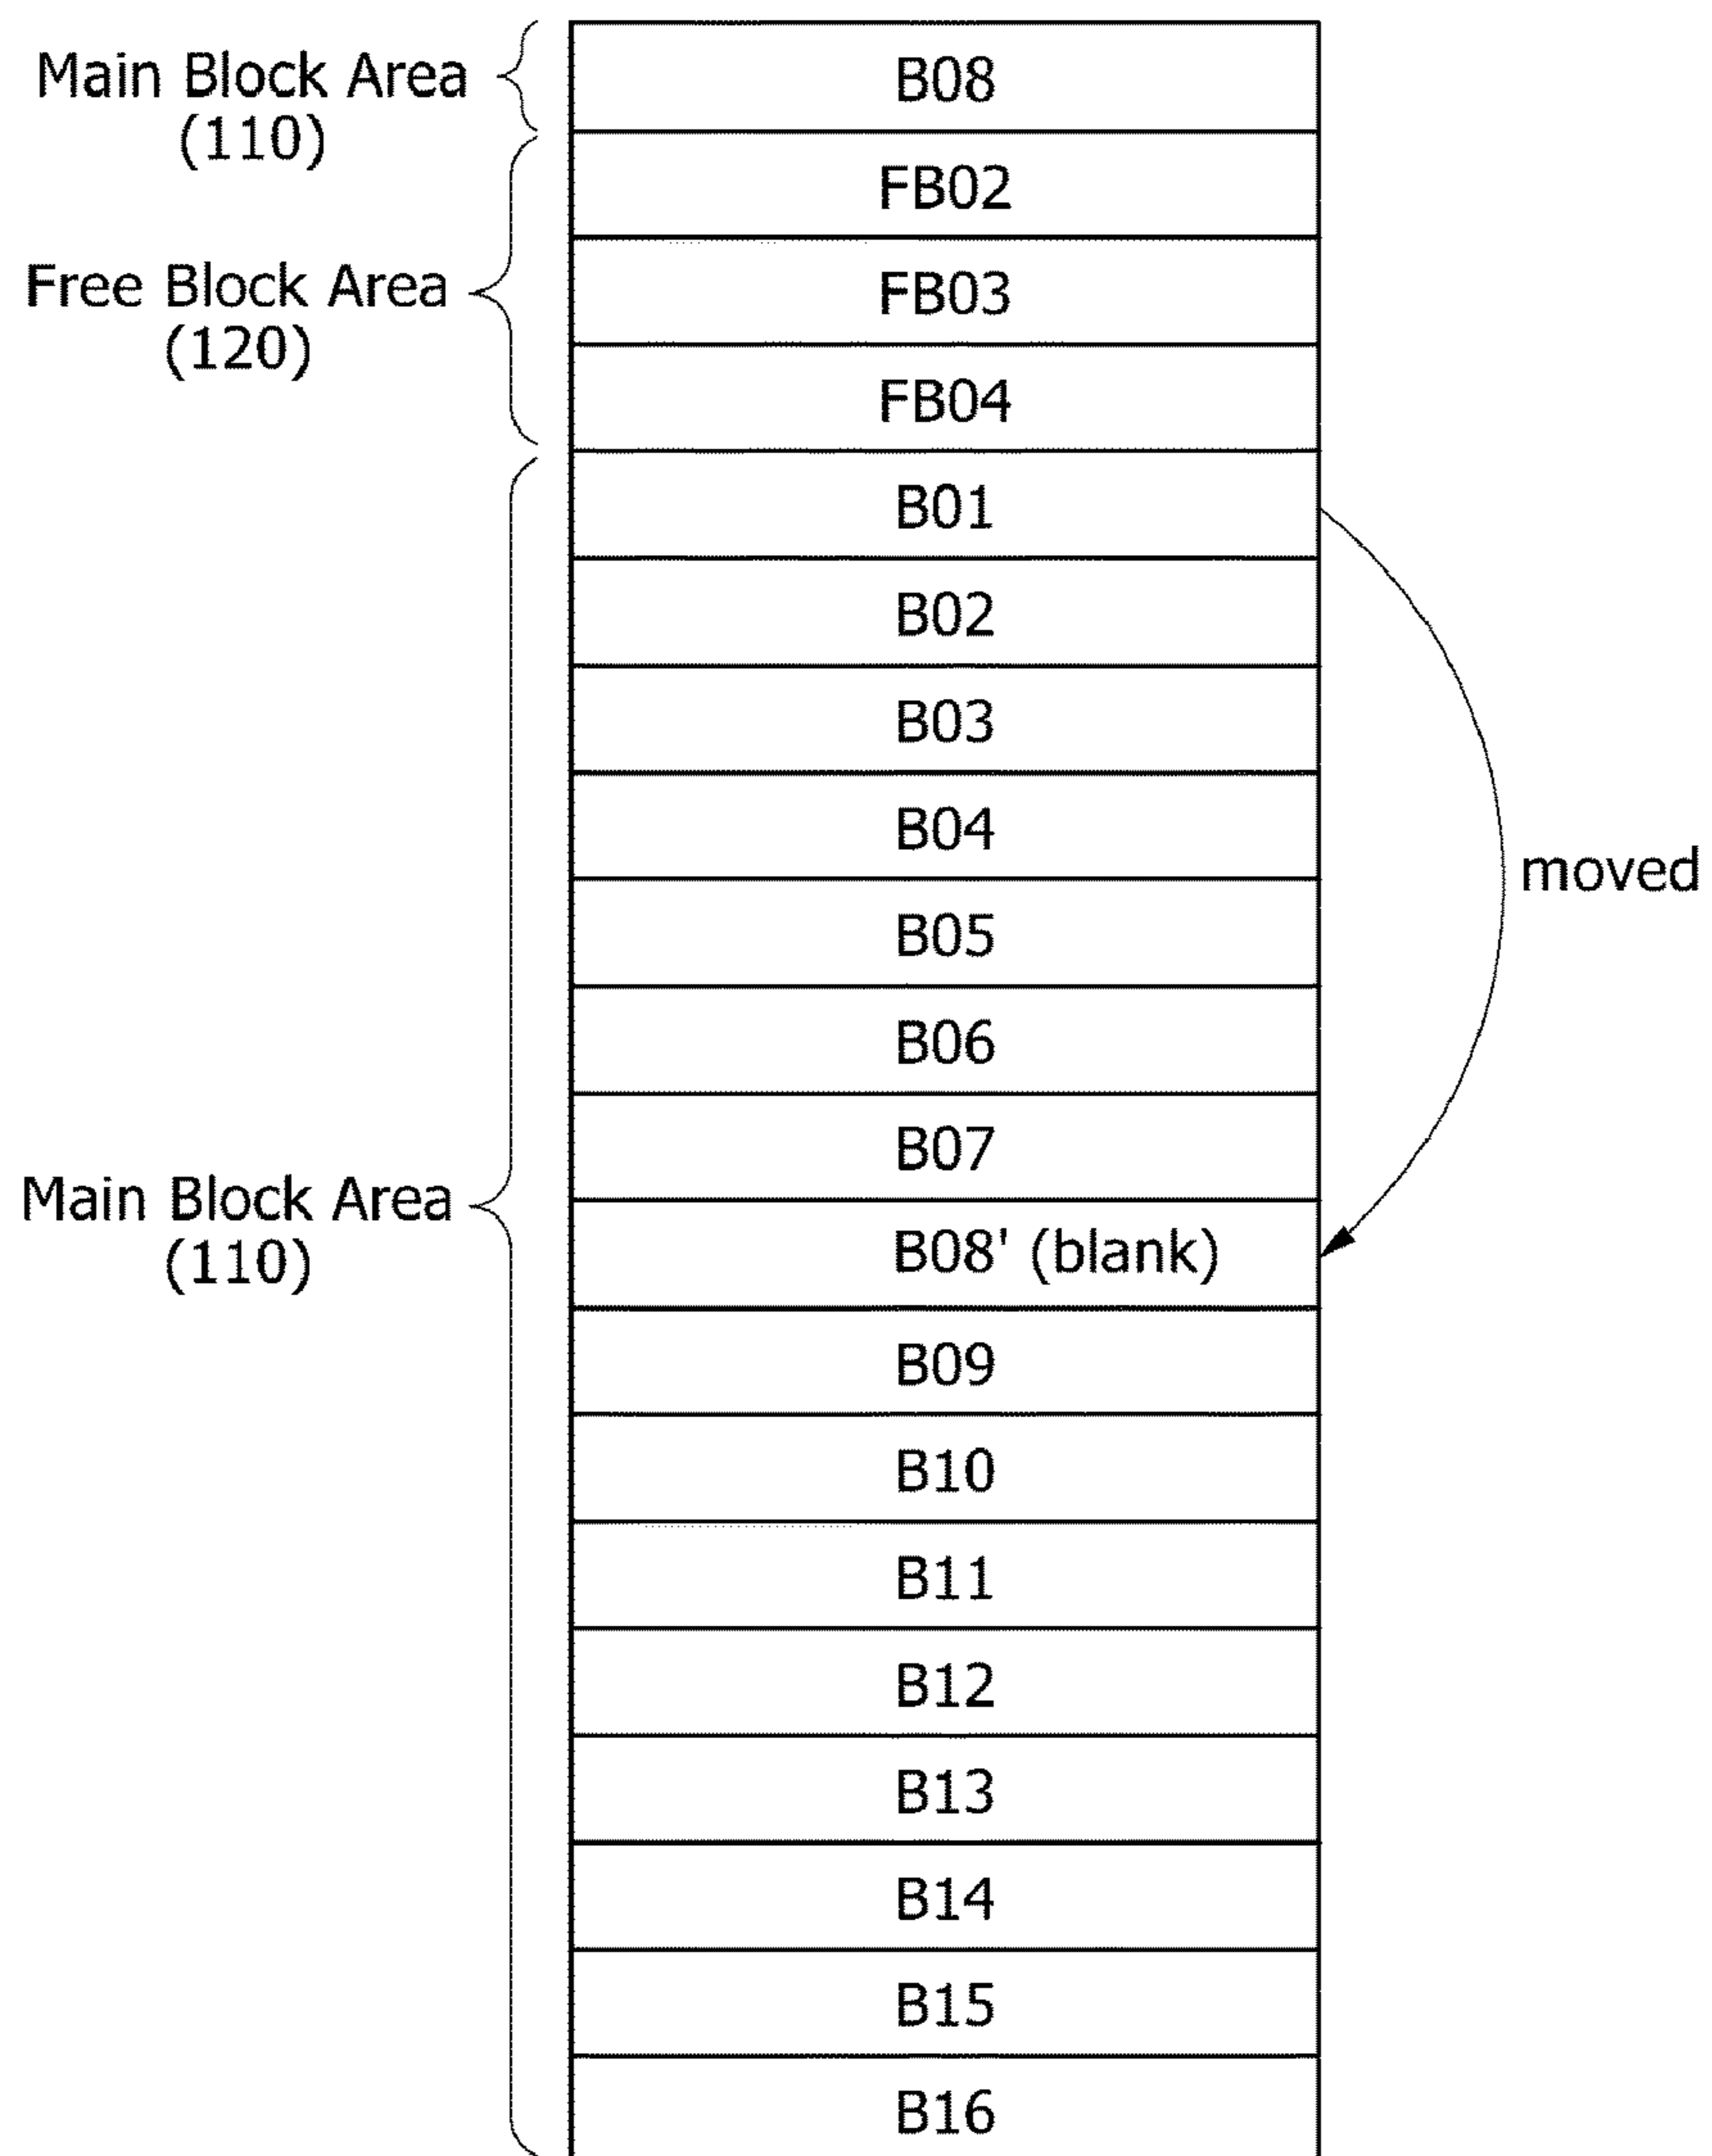 Main Block Area
(110)
B08
FB02
Free Block Area
(120)
FB03
FB04
B01
B02
B03
B04
B05
moved
B06
B07
Main Block Area
(110)
B08' (blank)
B09
B10
B11
B12
B13
B14
B15
B16